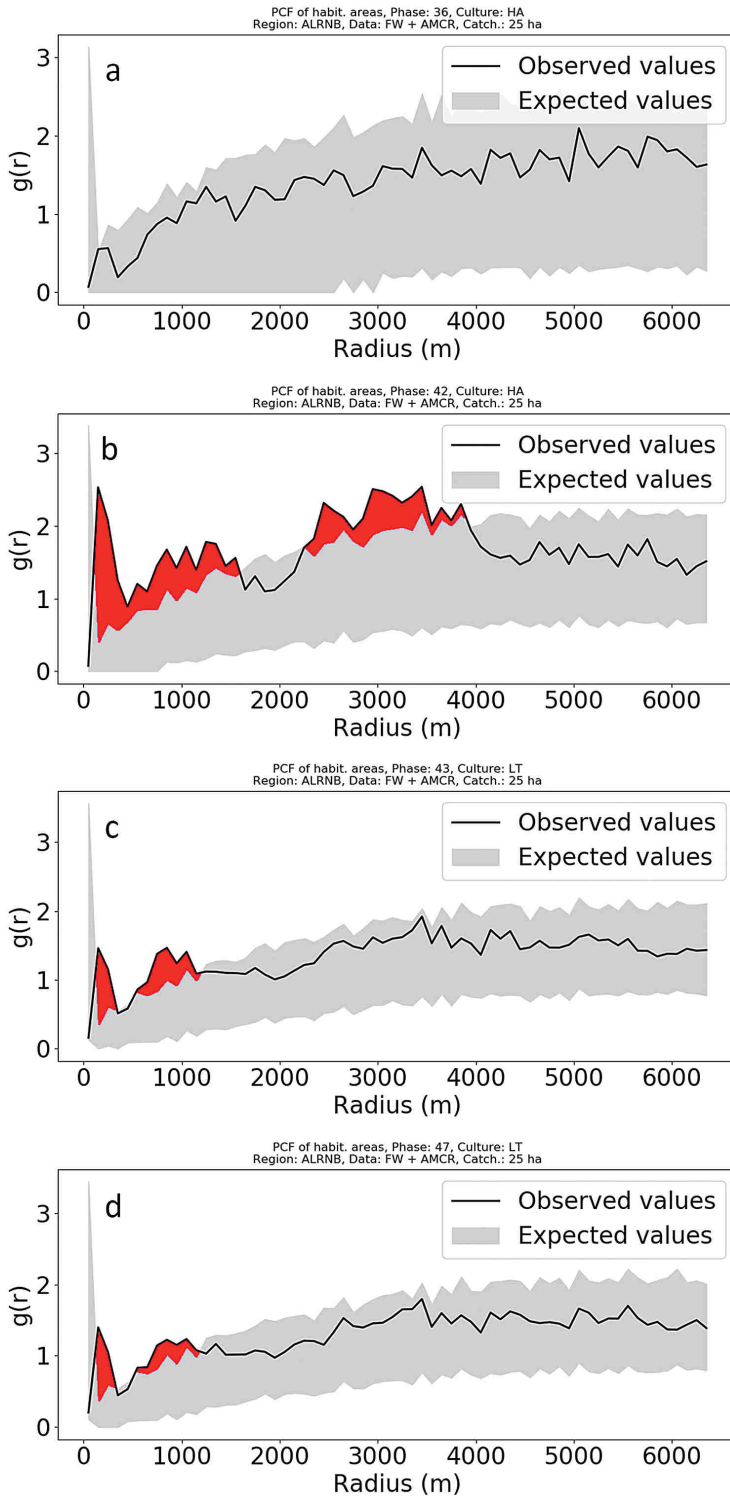 PCF of habit. areas, Phase: 36, Culture: HA
Region: ALRNB, Data: FW + AMCR, Catch.: 25 ha
a
Observed values
Expected values
g(r)
3
2
1
0
0 1000 2000 3000 4000 5000 6000
Radius (m)
PCF of habit. areas, Phase: 42, Culture: HA
Region: ALRNB, Data: FW + AMCR, Catch.: 25 ha
b
Observed values
Expected values
g(r)
3
2
1
0
0 1000 2000 3000 4000 5000 6000
Radius (m)
PCF of habit. areas, Phase: 43, Culture: LT
Region: ALRNB, Data: FW + AMCR, Catch.: 25 ha
c
Observed values
Expected values
g(r)
3
2
1
0
0 1000 2000 3000 4000 5000 6000
Radius (m)
PCF of habit. areas, Phase: 47, Culture: LT
Region: ALRNB, Data: FW + AMCR, Catch.: 25 ha
d
Observed values
Expected values
g(r)
3
2
1
0
0 1000 2000 3000 4000 5000 6000
Radius (m)